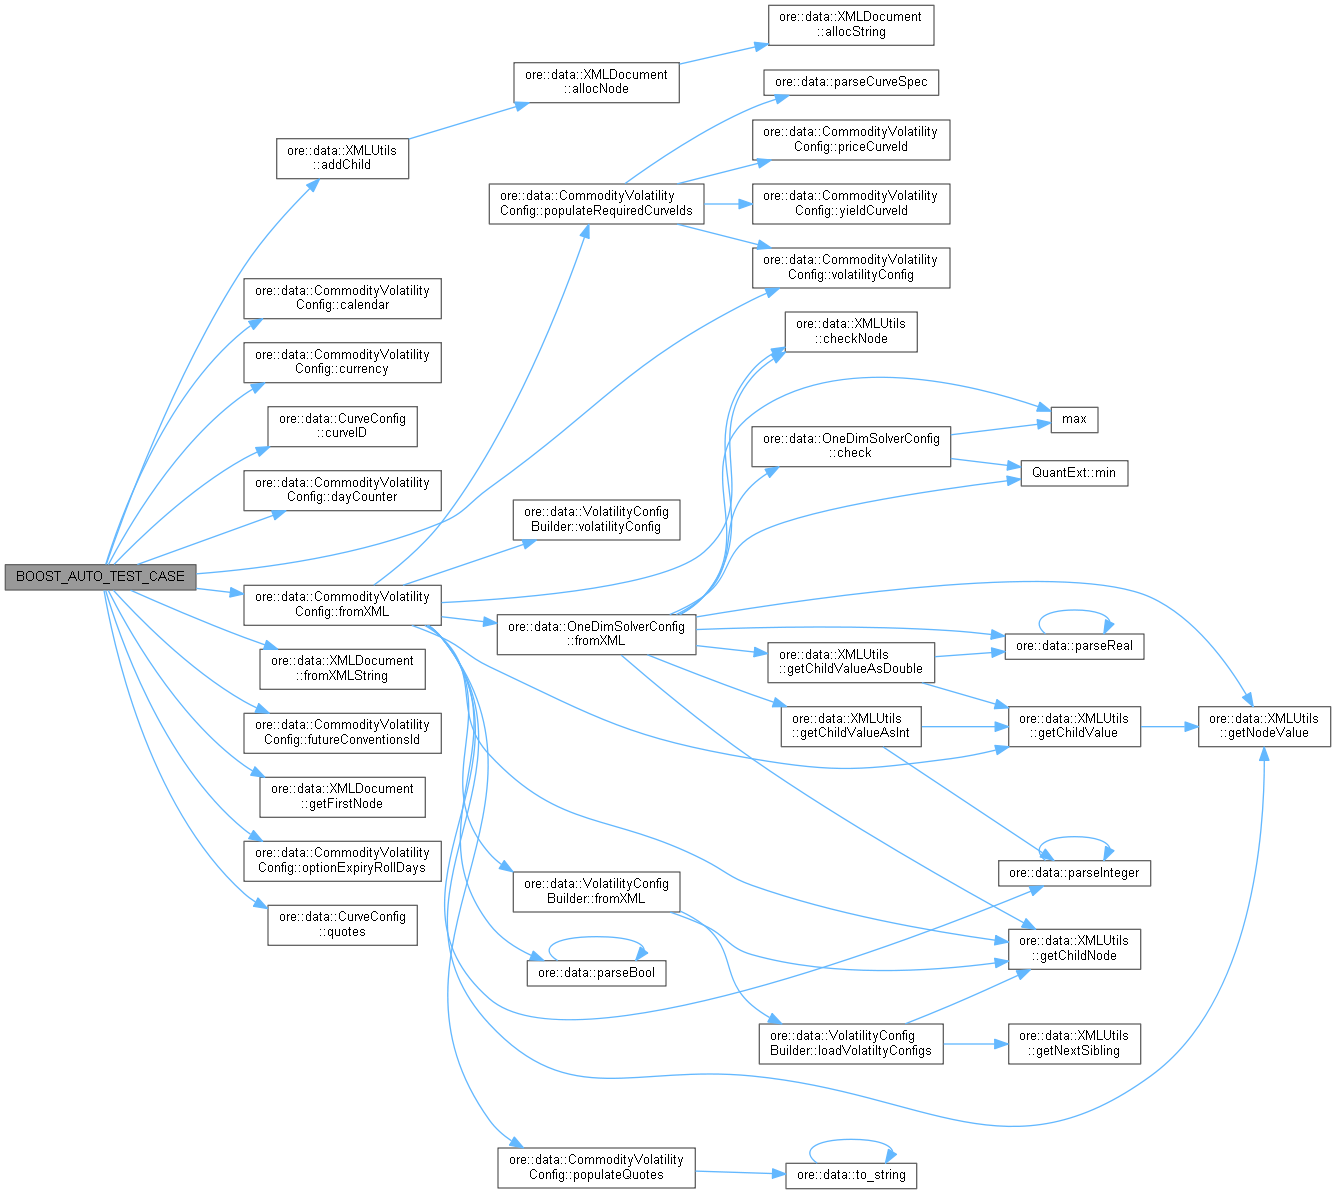 ore::data::XMLDocument
::allocString
ore::data::XMLDocument
::allocNode
ore::data::parseCurveSpec
ore::data::XMLUtils
::addChild
ore::data::CommodityVolatility
Config::priceCurveId
ore::data::CommodityVolatility
Config::populateRequiredCurveIds
ore::data::CommodityVolatility
Config::yieldCurveId
ore::data::CommodityVolatility
Config::volatilityConfig
ore::data::CommodityVolatility
Config::calendar
ore::data::XMLUtils
::checkNode
ore::data::CommodityVolatility
Config::currency
ore::data::CurveConfig
::curveID
max
ore::data::OneDimSolverConfig
::check
QuantExt::min
ore::data::CommodityVolatility
Config::dayCounter
ore::data::VolatilityConfig
Builder::volatilityConfig
BOOST_AUTO_TEST_CASE
ore::data::CommodityVolatility
Config::fromXML
ore::data::OneDimSolverConfig
::fromXML
ore::data::parseReal
ore::data::XMLDocument
::fromXMLString
ore::data::XMLUtils
::getChildValueAsDouble
ore::data::CommodityVolatility
Config::futureConventionsId
ore::data::XMLUtils
::getChildValueAsInt
ore::data::XMLUtils
::getChildValue
ore::data::XMLUtils
::getNodeValue
ore::data::XMLDocument
::getFirstNode
ore::data::CommodityVolatility
Config::optionExpiryRollDays
ore::data::parseInteger
ore::data::VolatilityConfig
Builder::fromXML
ore::data::CurveConfig
::quotes
ore::data::XMLUtils
::getChildNode
ore::data::parseBool
ore::data::VolatilityConfig
Builder::loadVolatiltyConfigs
ore::data::XMLUtils
::getNextSibling
ore::data::CommodityVolatility
Config::populateQuotes
ore::data::to_string